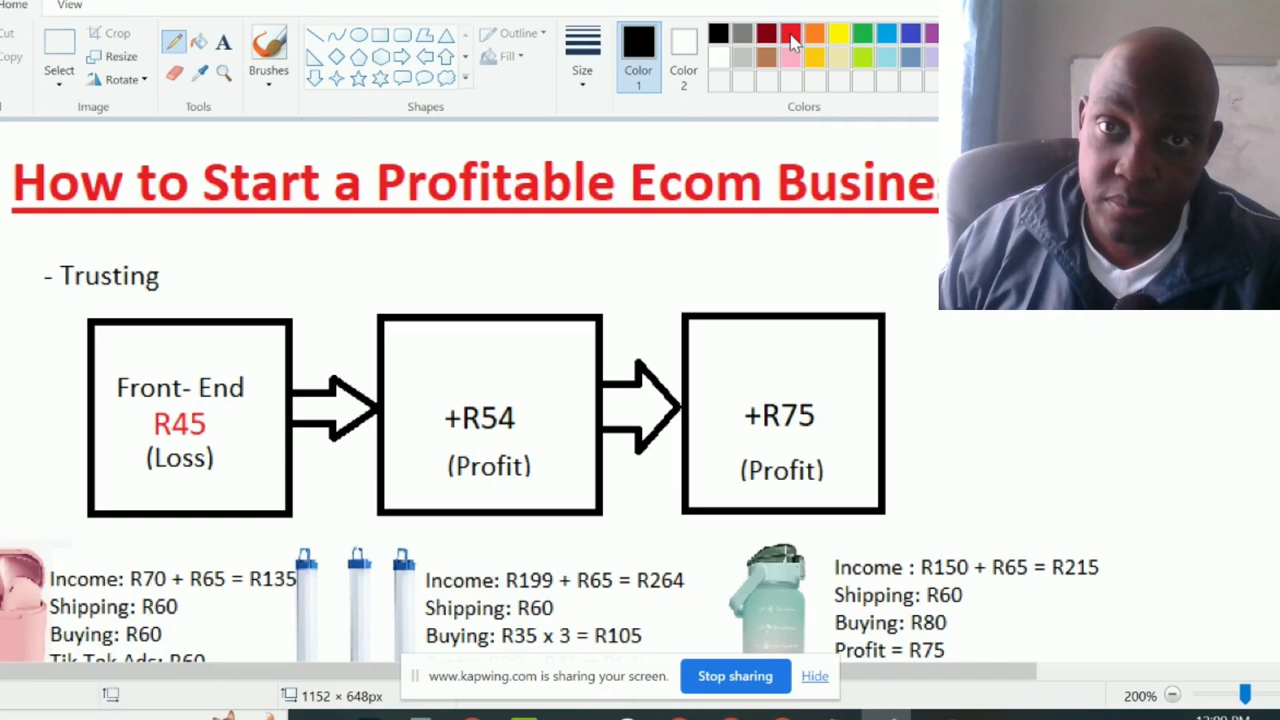 Home View
Cut
Copy
Crop
Resize
Rotate
Select
Image
Tools
Brushes
Shapes
Outline
Fill
Size
Color 1
Color 2
Colors
How to Start a Profitable Ecom Busine
- Trusting
Front- End
R45
(Loss)
+R54
(Profit)
+R75
(Profit)
Income: R70 + R65 = R135
Shipping: R60
Buying: R60
Tik Tok Ads: R60
Income: R199 + R65 = R264
Shipping: R60
Buying: R35 x 3 = R105
Income : R150 + R65 = R215
Shipping: R60
Buying: R80
Profit = R75
www.kapwing.com is sharing your screen.
Stop sharing
Hide
1152 × 648px
200%